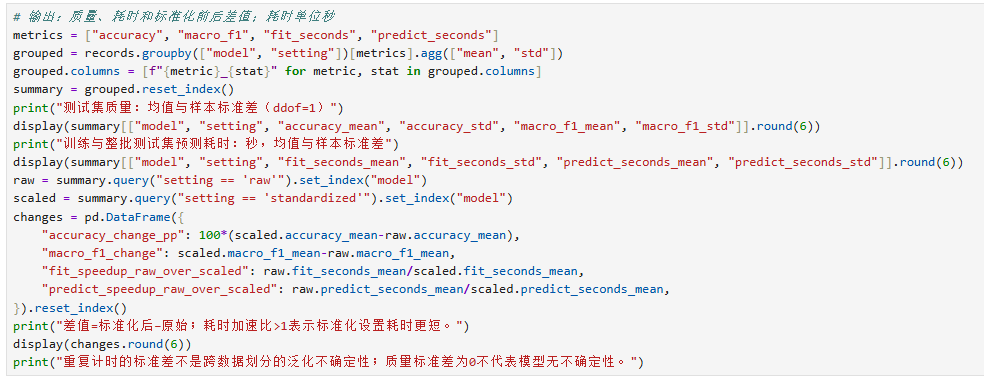 # 输出：质量、耗时和标准化前后差值；耗时单位秒
metrics = ["accuracy", "macro_f1", "fit_seconds", "predict_seconds"]
grouped = records.groupby(["model", "setting"])[metrics].agg(["mean", "std"])
grouped.columns = [f"{metric}_{stat}" for metric, stat in grouped.columns]
summary = grouped.reset_index()
print("测试集质量：均值与样本标准差（ddof=1）")
display(summary[["model", "setting", "accuracy_mean", "accuracy_std", "macro_f1_mean", "macro_f1_std"]].round(6))
print("训练与整批测试集预测耗时：秒，均值与样本标准差")
display(summary[["model", "setting", "fit_seconds_mean", "fit_seconds_std", "predict_seconds_mean", "predict_seconds_std"]].round(6))
raw = summary.query("setting == 'raw'").set_index("model")
scaled = summary.query("setting == 'standardized'").set_index("model")
changes = pd.DataFrame({
    "accuracy_change_pp": 100*(scaled.accuracy_mean-raw.accuracy_mean),
    "macro_f1_change": scaled.macro_f1_mean-raw.macro_f1_mean,
    "fit_speedup_raw_over_scaled": raw.fit_seconds_mean/scaled.fit_seconds_mean,
    "predict_speedup_raw_over_scaled": raw.predict_seconds_mean/scaled.predict_seconds_mean,
}).reset_index()
print("差值=标准化后-原始；耗时加速比>1表示标准化设置耗时更短。")
display(changes.round(6))
print("重复计时的标准差不是跨数据划分的泛化不确定性；质量标准差为0不代表模型无不确定性。")